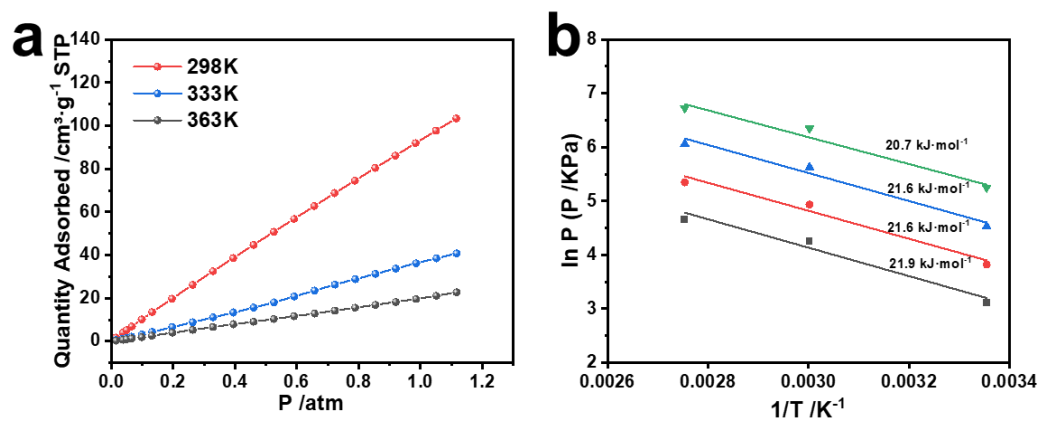 a
Quantity Adsorbed /cm³·g⁻¹ STP
140
120
100
80
60
40
20
0
298K
333K
363K
0.0 0.2 0.4 0.6 0.8 1.0 1.2
P /atm
b
ln P (P /KPa)
8
7
6
5
4
3
2
20.7 kJ·mol⁻¹
21.6 kJ·mol⁻¹
21.6 kJ·mol⁻¹
21.9 kJ·mol⁻¹
0.0026 0.0028 0.0030 0.0032 0.0034
1/T /K⁻¹